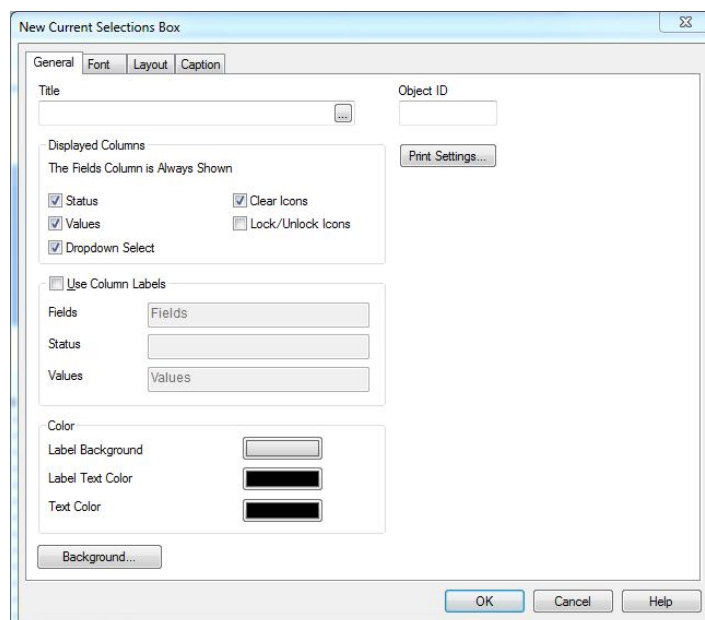 New Current Selections Box
General Font Layout Caption
Title Object ID
...
Displayed Columns
Print Settings...
The Fields Column is Always Shown
Status Clear Icons
Values Lock/Unlock Icons
Dropdown Select
Use Column Labels
Fields Fields
Status
Values Values
Color
Label Background
Label Text Color
Text Color
Background...
OK Cancel Help